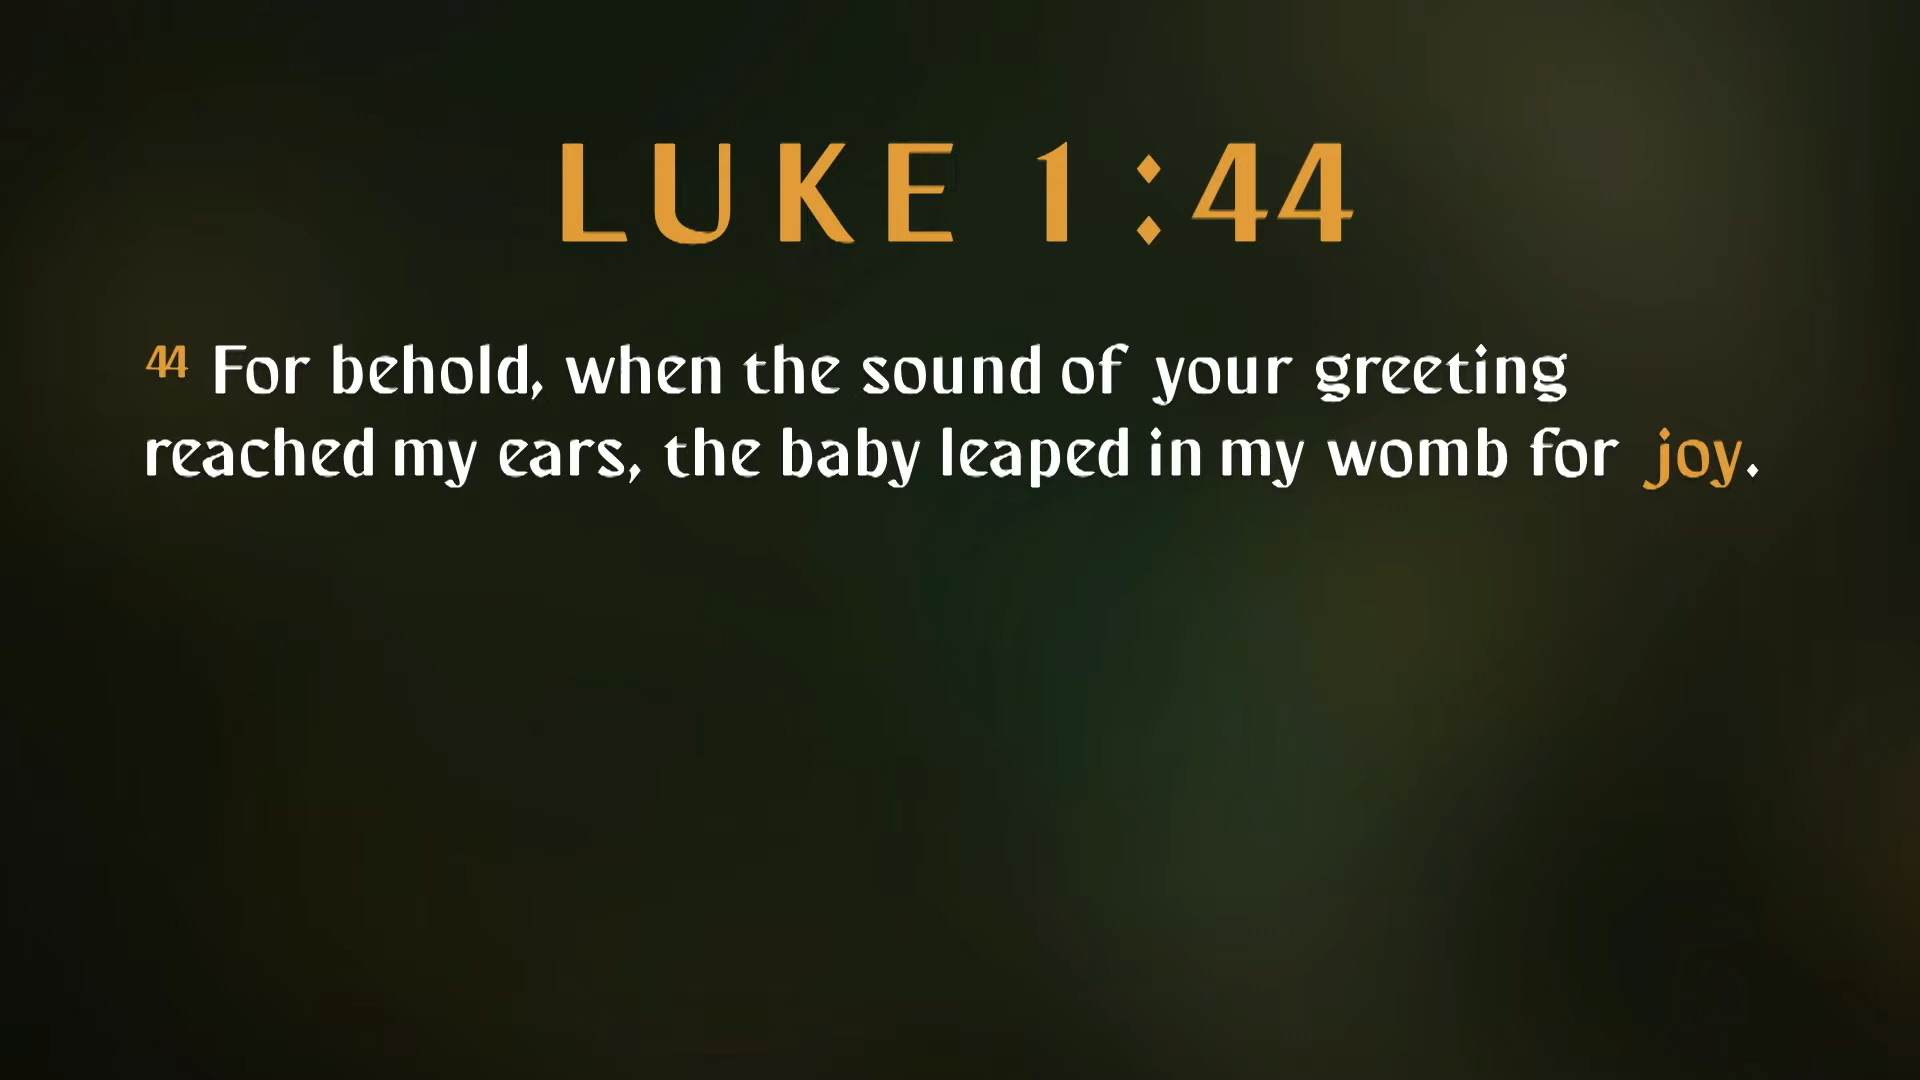 LUKE 1:44
44 For behold, when the sound of your greeting
reached my ears, the baby leaped in my womb for joy.